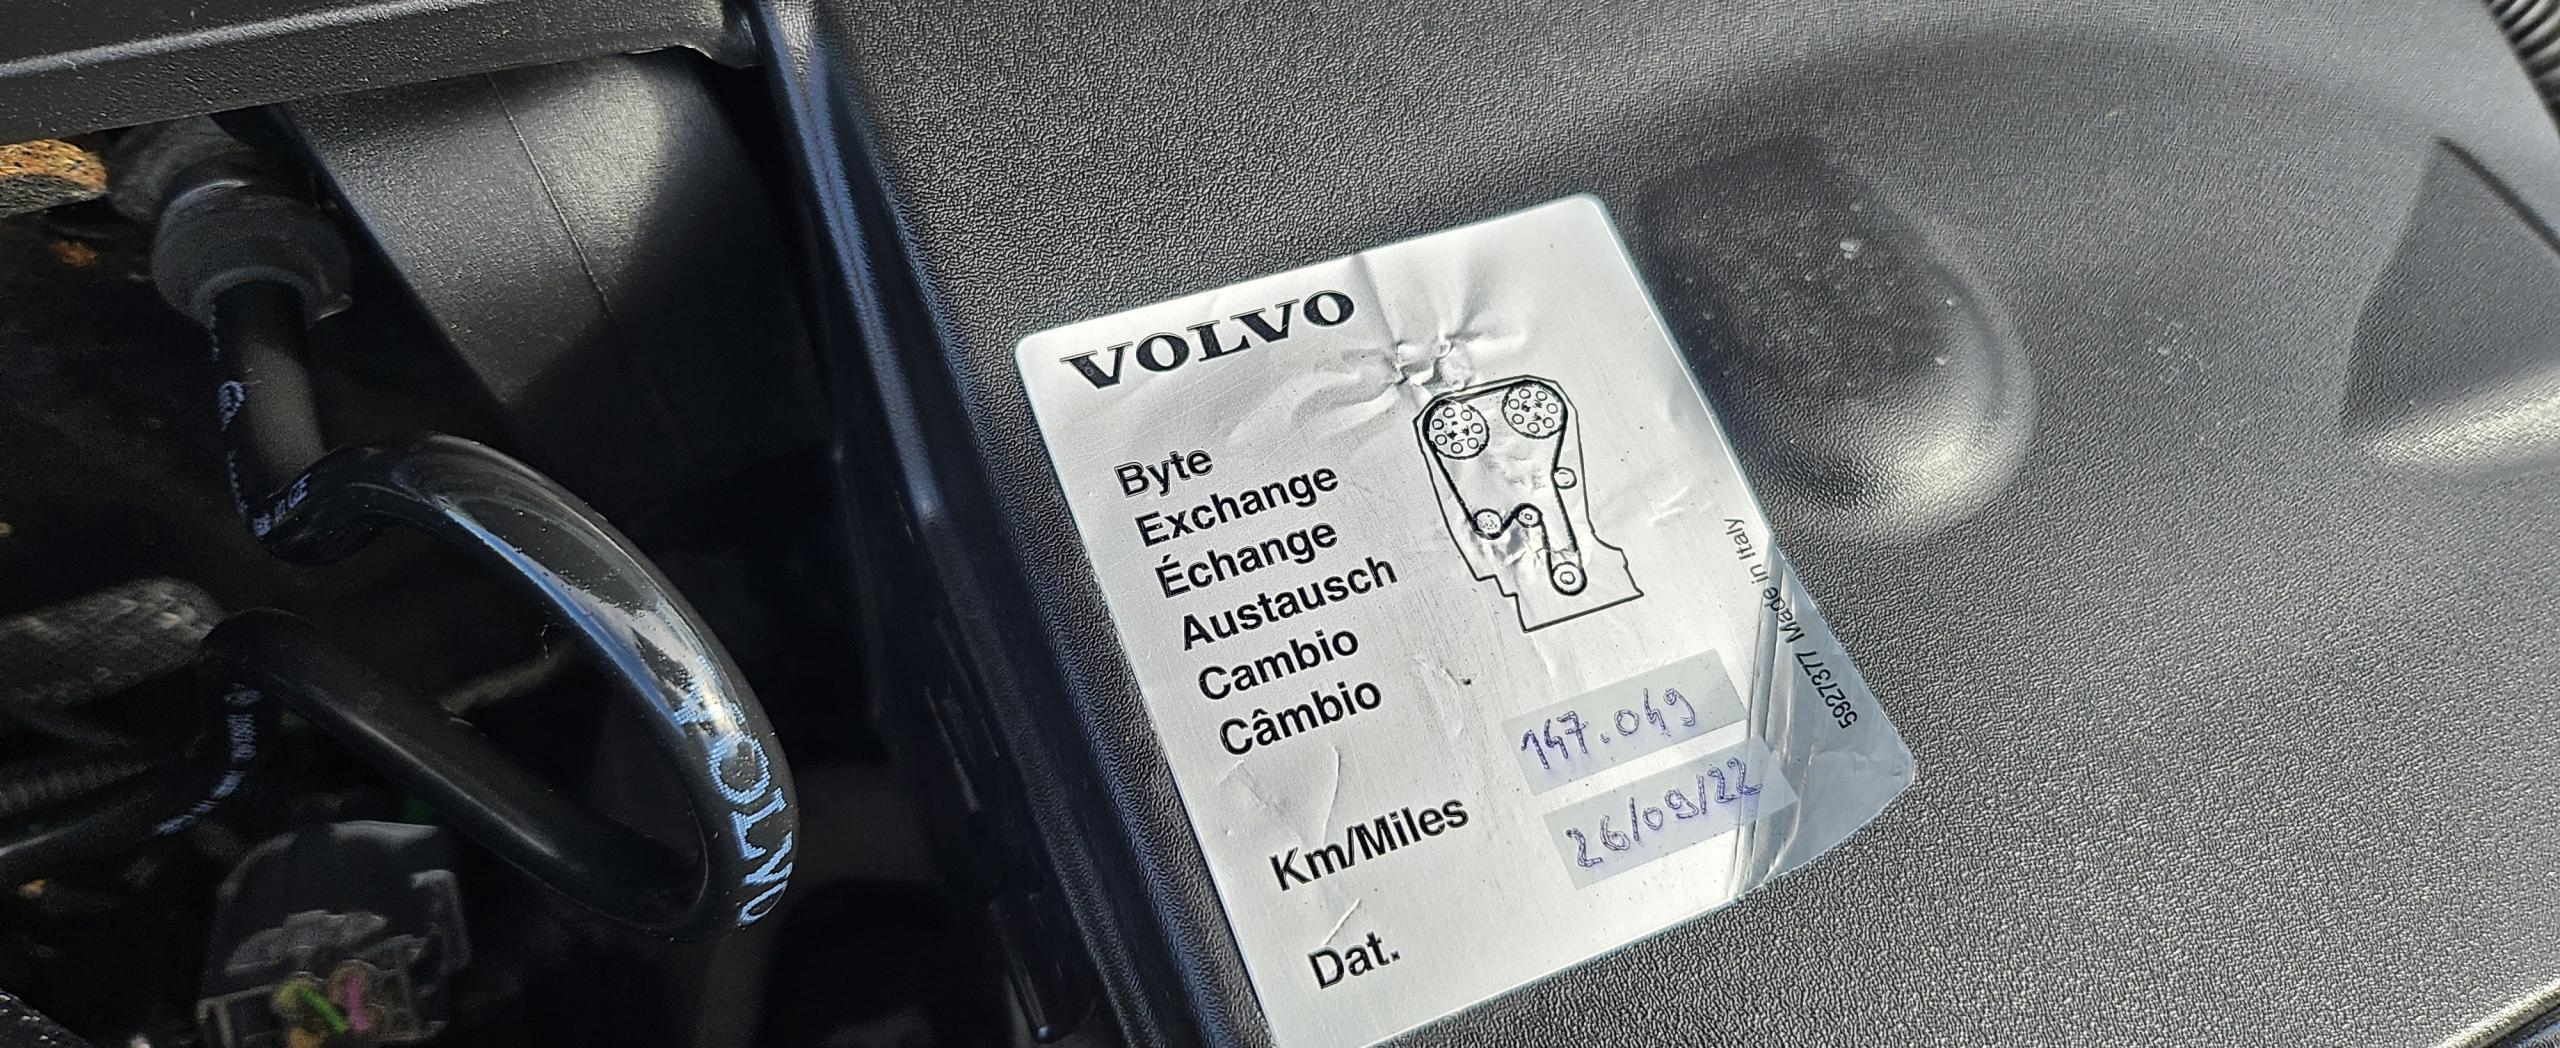 VOLVO
Byte
Exchange
Échange
Austausch
Cambio
Câmbio
147.049
Km/Miles
26/09/22
Dat.
5927377 Made in Italy
VOLVO